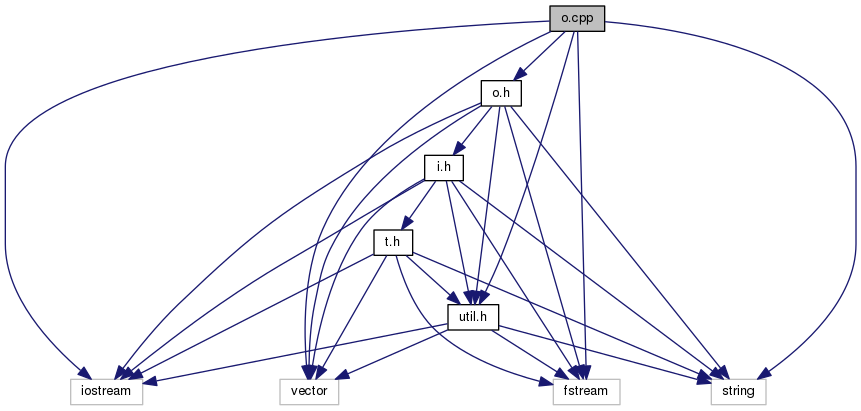 o.cpp
o.h
i.h
t.h
util.h
iostream
vector
fstream
string